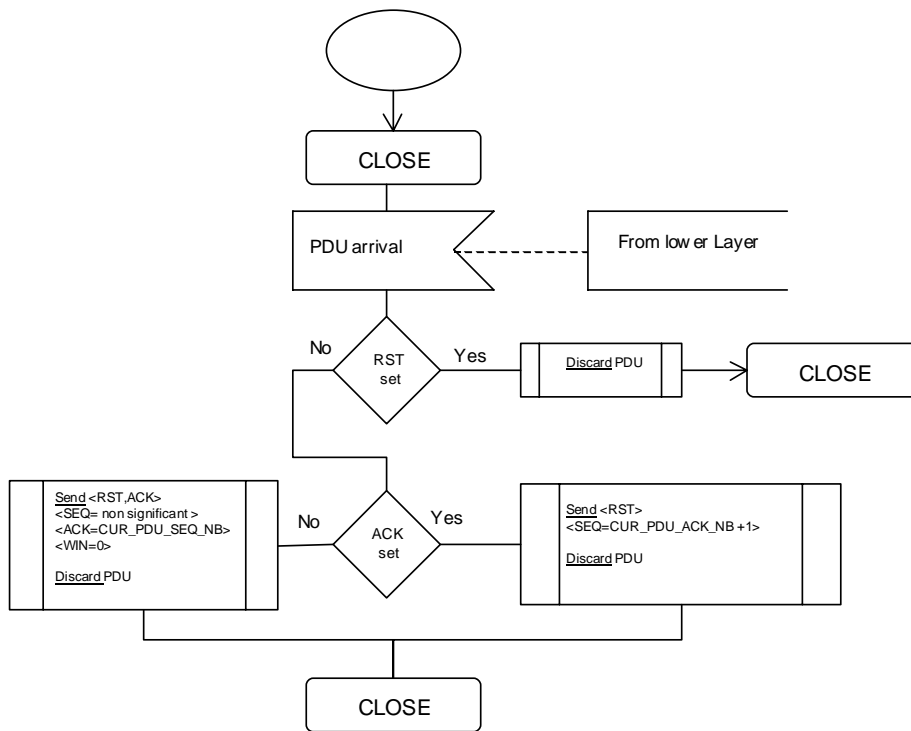 CLOSE
PDU arrival
From lower Layer
No
RST
set
Yes
Discard PDU
CLOSE
Send <RST,ACK>
<SEQ= non significant >
<ACK=CUR_PDU_SEQ_NB>
<WIN=0>
Discard PDU
No
ACK
set
Yes
Send <RST>
<SEQ=CUR_PDU_ACK_NB +1>
Discard PDU
CLOSE